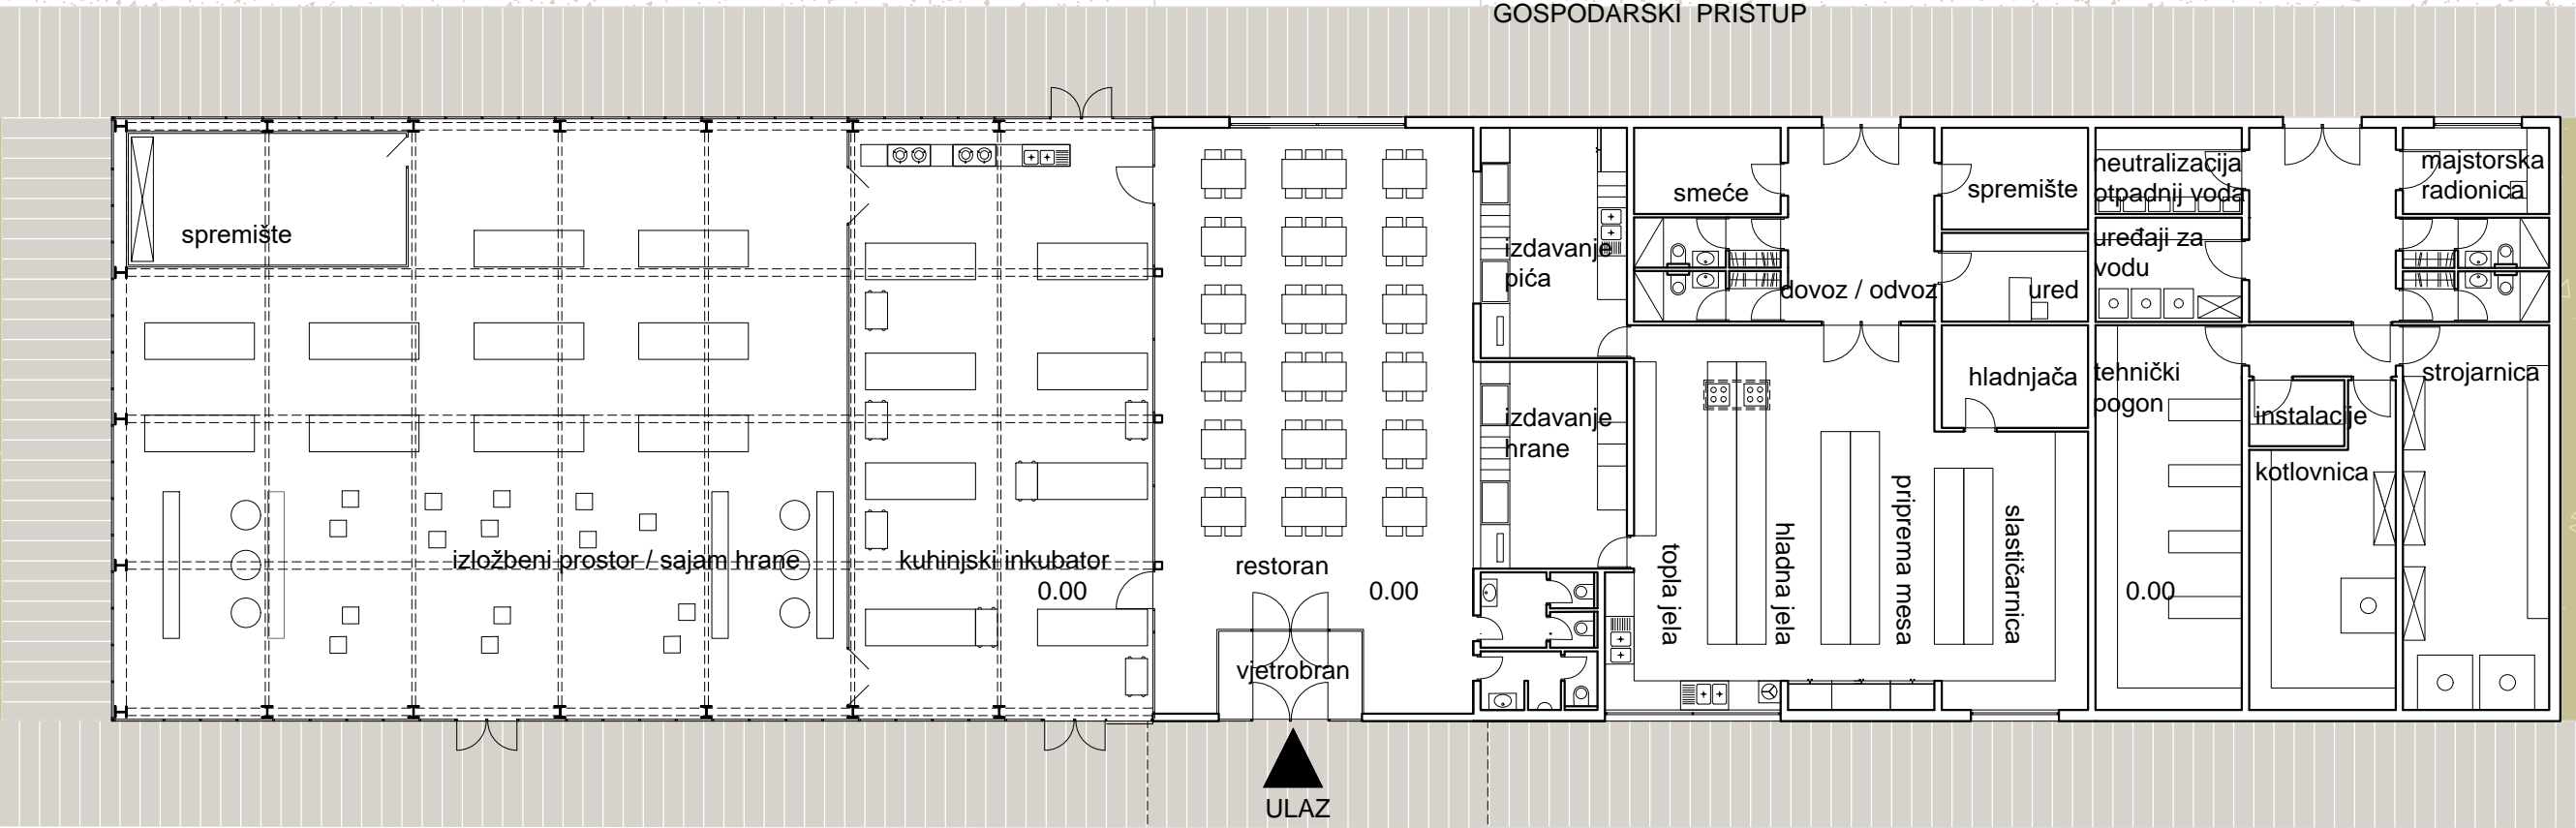 GOSPODARSKI PRISTUP
spremište
izložbeni prostor / sajam hrane
kuhinjski inkubator
0.00
restoran
0.00
vjetrobran
ULAZ
izdavanje
pića
izdavanje
hrane
smeće
dovoz / odvoz
spremište
ured
hladnjača
topla jela
hladna jela
priprema mesa
slastičarnica
neutralizacija
otpadnij voda
uređaji za
vodu
tehnički
pogon
0.00
instalacije
kotlovnica
majstorska
radionica
strojarnica